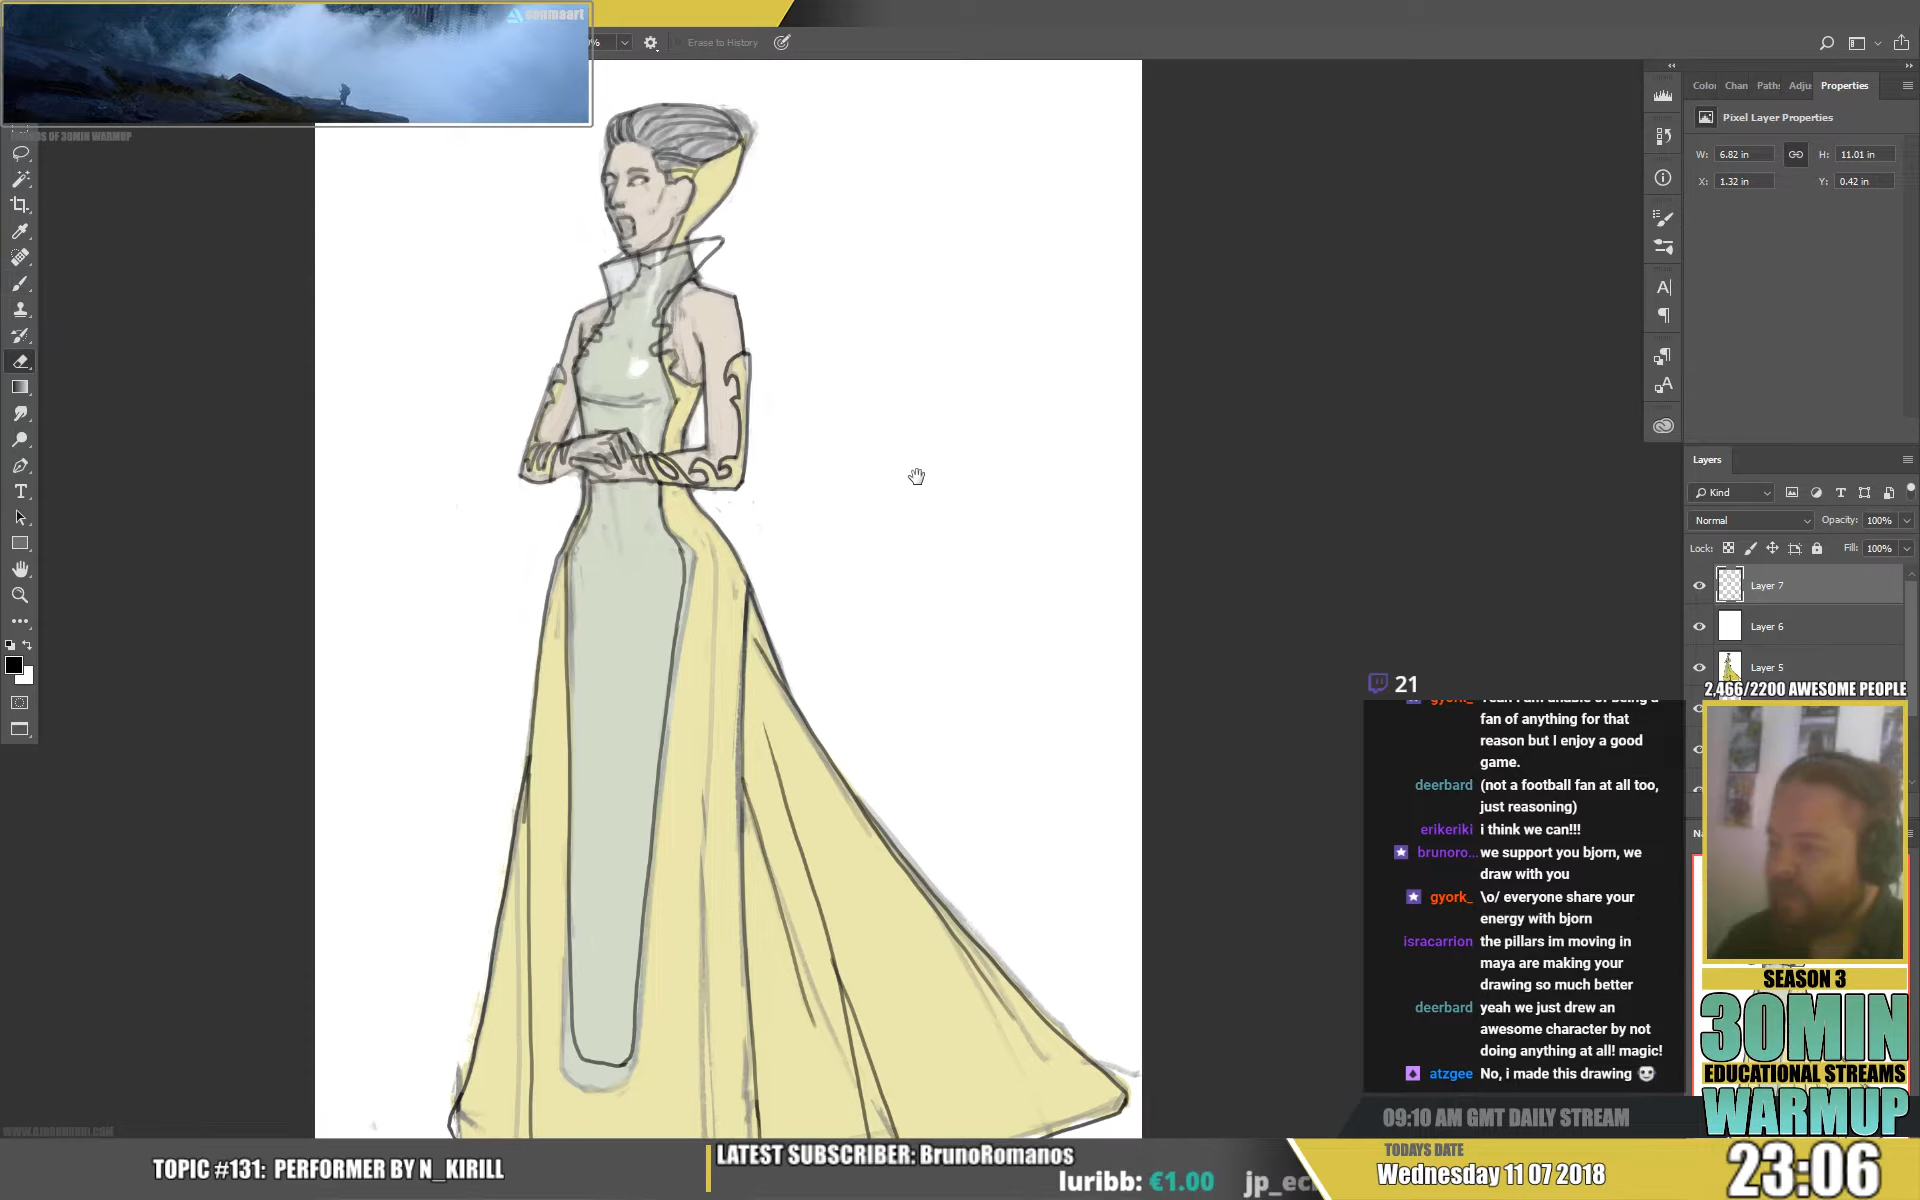 sonmaart
%
Erase to History
OF 30MIN WARMUP
Chan
Paths
Properties
Pixel Layer Properties
W: 6.82 in
H: 11.01 in
X: 1.32 in
Y: 0.42 in
Layers
Kind
Normal
Opacity: 100%
Lock:
Fill: 100%
Layer 7
Layer 6
Layer 5
2,466/2200 AWESOME PEOPLE
21
fan of anything for that
reason but I enjoy a good
game.
deerbard (not a football fan at all too,
just reasoning)
erikeriki i think we can!!!
brunoro... we support you bjorn, we
draw with you
gyork_ \o/ everyone share your
energy with bjorn
isracarrion the pillars im moving in
maya are making your
drawing so much better
deerbard yeah we just drew an
awesome character by not
doing anything at all! magic!
atzgee No, i made this drawing
SEASON 3
30MIN
EDUCATIONAL STREAMS
WARMUP
09:10 AM GMT DAILY STREAM
TOPIC #131: PERFORMER BY N_KIRILL
LATEST SUBSCRIBER: BrunoRomanos
luribb: €1.00
TODAYS DATE
Wednesday 11 07 2018
23:06